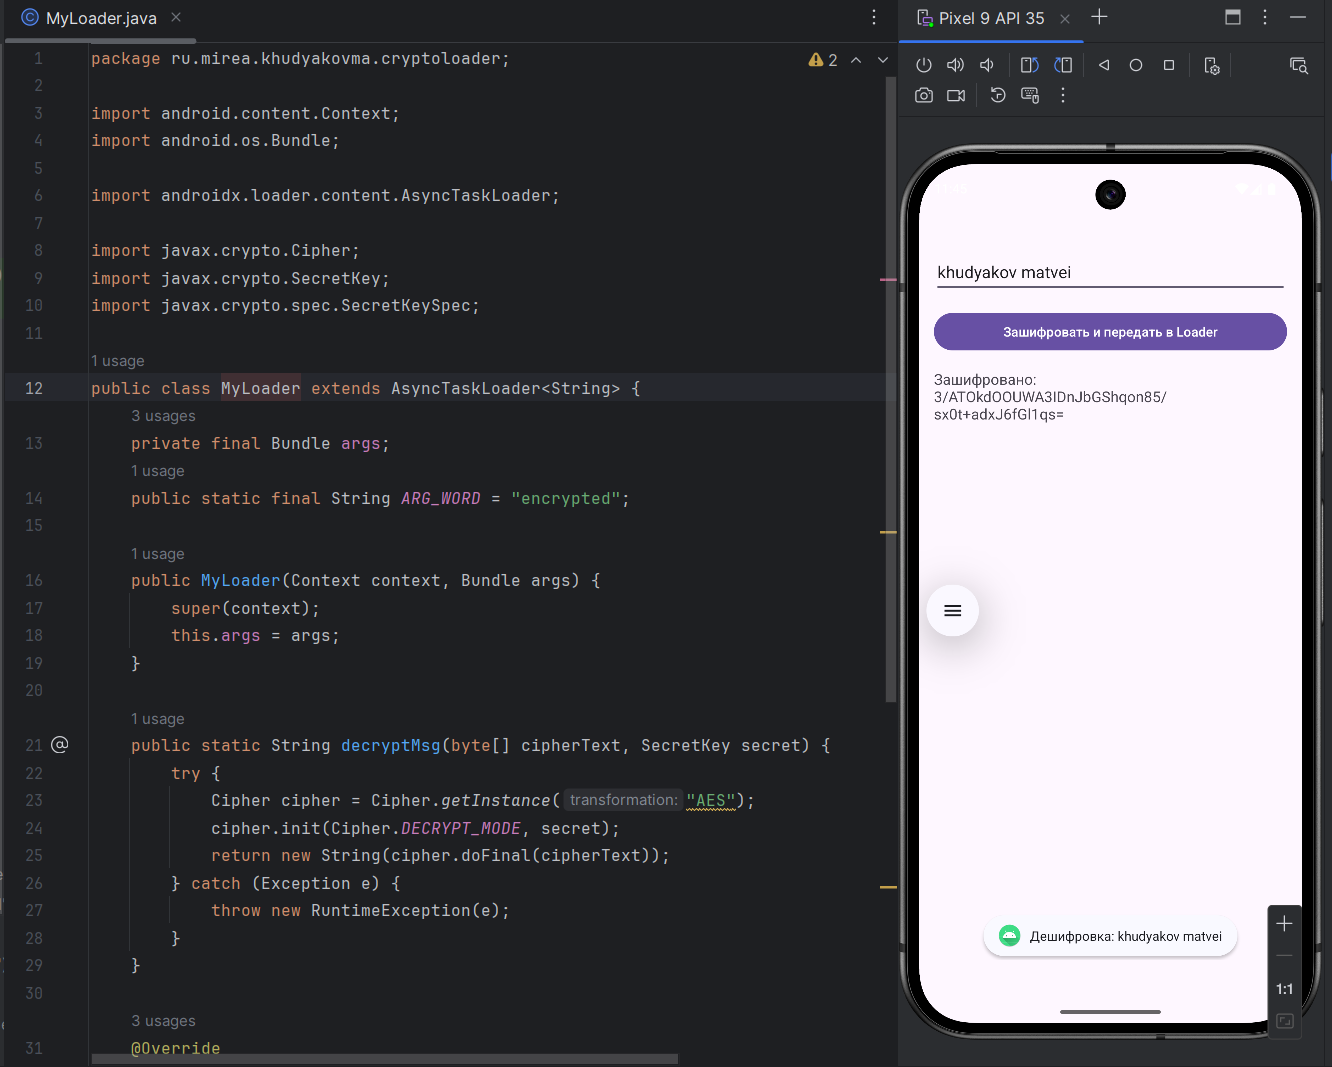 MyLoader.java
Pixel 9 API 35
2
1 package ru.mirea.khudyakovma.cryptoloader;
2
3 import android.content.Context;
4 import android.os.Bundle;
5
6 import androidx.loader.content.AsyncTaskLoader;
7
8 import javax.crypto.Cipher;
9 import javax.crypto.SecretKey;
10 import javax.crypto.spec.SecretKeySpec;
11
1 usage
12 public class MyLoader extends AsyncTaskLoader<String> {
3 usages
13 private final Bundle args;
1 usage
14 public static final String ARG_WORD = "encrypted";
15
1 usage
16 public MyLoader(Context context, Bundle args) {
17 super(context);
18 this.args = args;
19 }
20
1 usage
21 public static String decryptMsg(byte[] cipherText, SecretKey secret) {
22 try {
23 Cipher cipher = Cipher.getInstance( transformation: "AES");
24 cipher.init(Cipher.DECRYPT_MODE, secret);
25 return new String(cipher.doFinal(cipherText));
26 } catch (Exception e) {
27 throw new RuntimeException(e);
28 }
29 }
30
3 usages
31 @Override
khudyakov matvei
Зашифровать и передать в Loader
Зашифровано:
3/ATOkdOOUWA3IDnJbGShqon85/
sx0t+adxJ6fGl1qs=
Дешифровка: khudyakov matvei
1:1